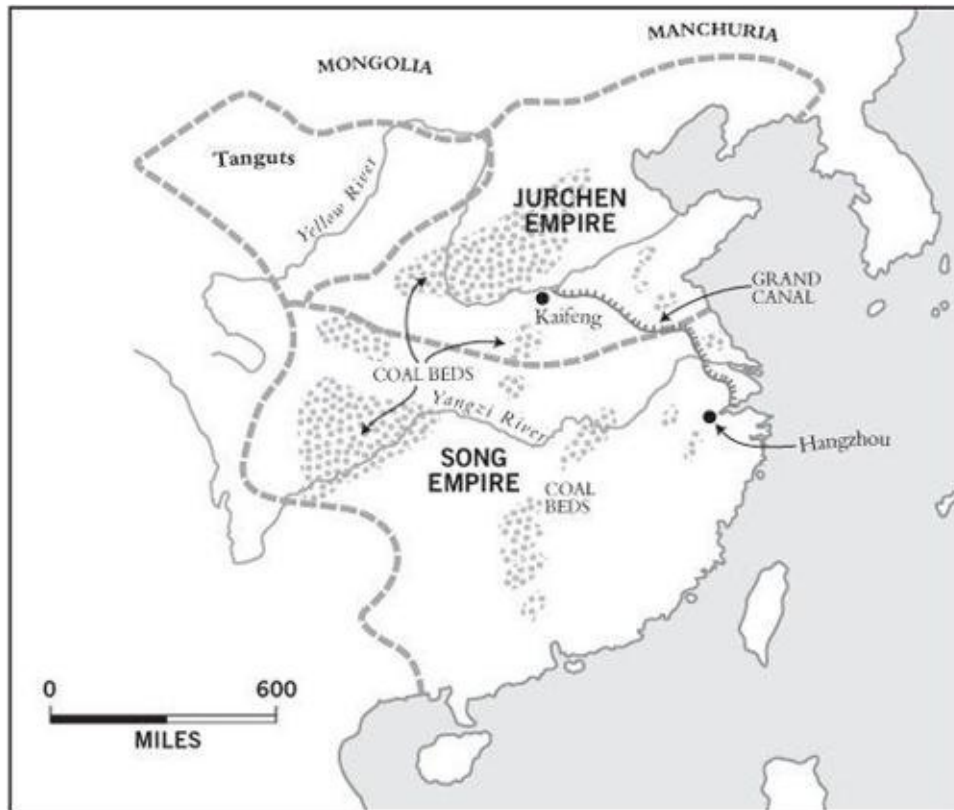 MANCHURIA
MONGOLIA
Tanguts
Yellow River
JURCHEN
EMPIRE
GRAND
CANAL
Kaifeng
COAL BEDS
Yangzi River
Hangzhou
SONG
EMPIRE
COAL
BEDS
0
600
MILES